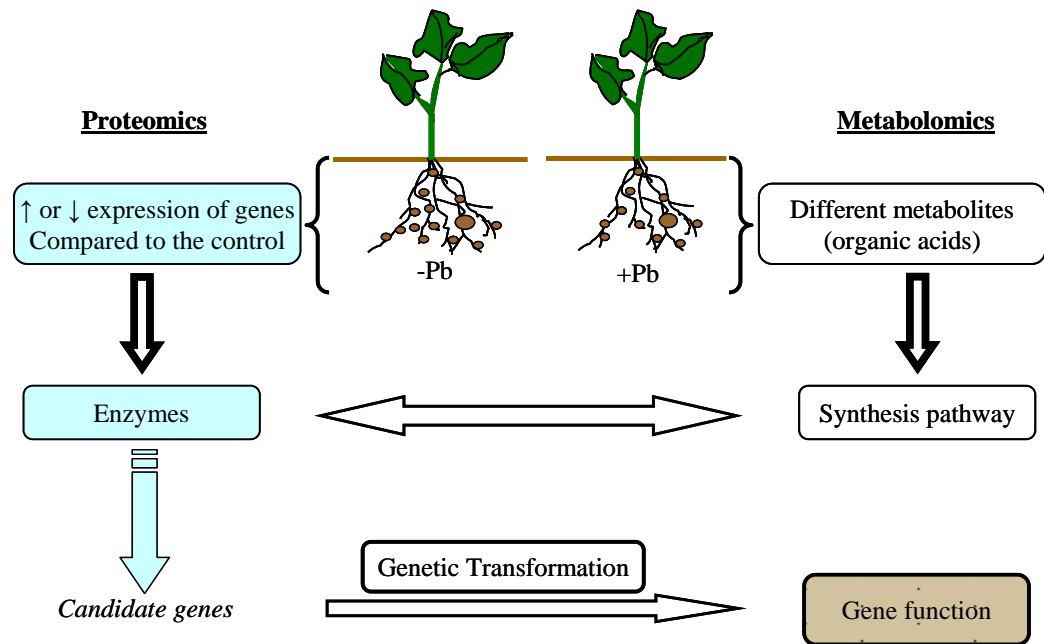 Proteomics
Metabolomics
↑ or ↓ expression of genes
Compared to the control
-Pb
+Pb
Different metabolites
(organic acids)
Enzymes
Synthesis pathway
Genetic Transformation
Candidate genes
Gene function